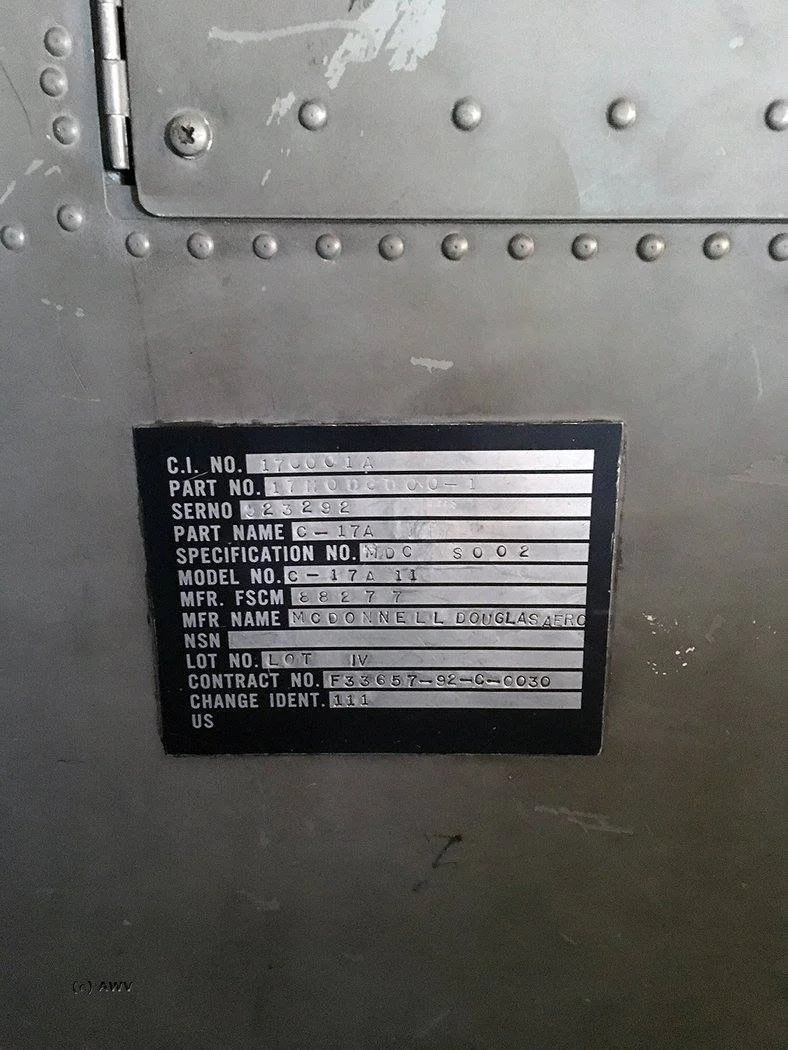 C.I. NO. 17C001A
PART NO.
SERNO 923292
PART NAME C-17A
SPECIFICATION NO. MDC S002
MODEL NO. C-17A 11
MFR. FSCM 88277
MFR NAME MCDONNELL DOUGLAS AERO
NSN
LOT NO. LOT IV
CONTRACT NO. F33657-92-C-0030
CHANGE IDENT. 111
US
(c) AWV